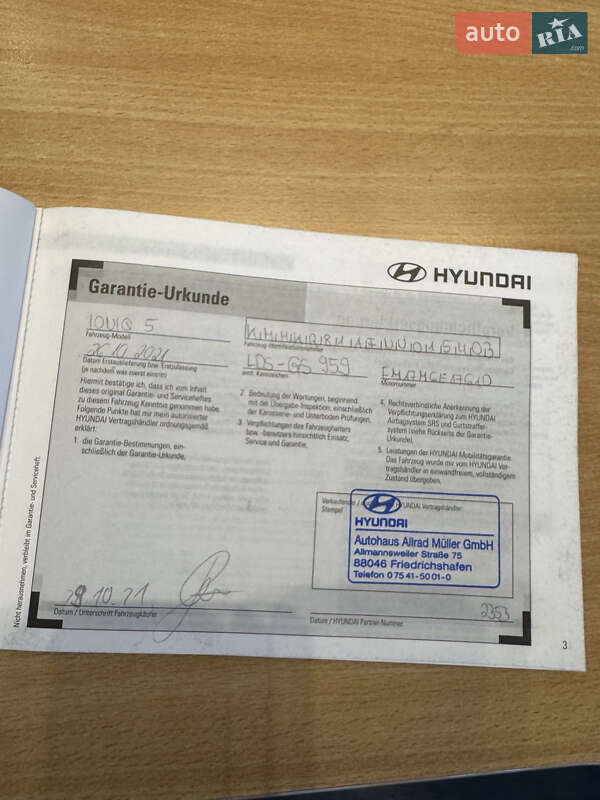 auto RIA.com
HYUNDAI
Garantie-Urkunde
IONIQ 5
Fahrzeug-Modell
Fahrzeug-Identifizierungsnummer
26.10.2021
LDS-GS 959
Datum Erstauslieferung bzw. Erstzulassung
(je nachdem, was zuerst eintritt)
amtl. Kennzeichen
Motornummer
Hiermit bestätige ich, dass ich vom Inhalt
dieses original Garantie- und Serviceheftes
zu diesem Fahrzeug Kenntnis genommen habe.
Folgende Punkte hat mir mein autorisierter
HYUNDAI Vertragshändler ordnungsgemäß
erklärt:
1. die Garantie-Bestimmungen, ein-
schließlich der Garantie-Urkunde,
2. Bedeutung der Wartungen, beginnend
mit der Übergabe-Inspektion, einschließlich
der Karosserie- und Unterboden-Prüfungen.
3. Verpflichtungen des Fahrzeughalters
bzw. -benutzers hinsichtlich Einsatz,
Service und Garantie.
4. Rechtsverbindliche Anerkennung der
Verpflichtungserklärung zum HYUNDAI
Airbagsystem SRS und Gurtstraffer-
system (siehe Rückseite der Garantie-
Urkunde).
5. Leistungen der HYUNDAI Mobilitätsgarantie.
Das Fahrzeug wurde mir vom HYUNDAI Ver-
tragshändler in einwandfreiem, vollständigem
Zustand übergeben.
HYUNDAI Vertragshändler
Stempel
HYUNDAI
Autohaus Allrad Müller GmbH
Allmannsweiler Straße 75
88046 Friedrichshafen
Telefon 0 75 41-50 01-0
10.21
Datum / Unterschrift Fahrzeugkäufer
2353
Datum / HYUNDAI Partner-Nummer
Nicht herausnehmen, verbleibt im Garantie- und Serviceheft.
3